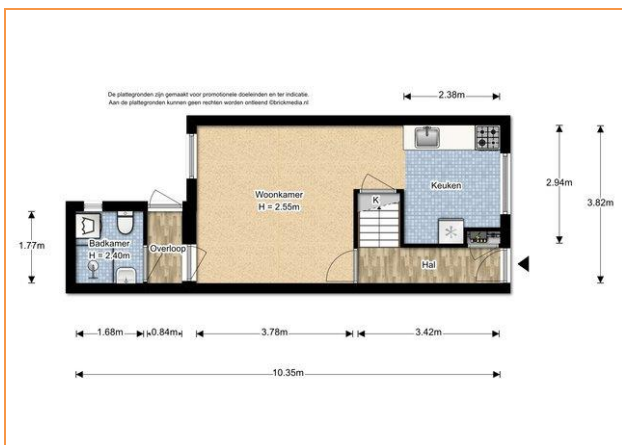 De plattegronden zijn gemaakt voor promotionele doeleinden en ter indicatie.
Aan de plattegronden kunnen geen rechten worden ontleend ©brickmedia.nl
2.38m
Woonkamer
H = 2.55m
Keuken
2.94m
3.82m
K
1.77m
Badkamer
H = 2.40m
Overloop
Hal
1.68m
0.84m
3.78m
3.42m
10.35m